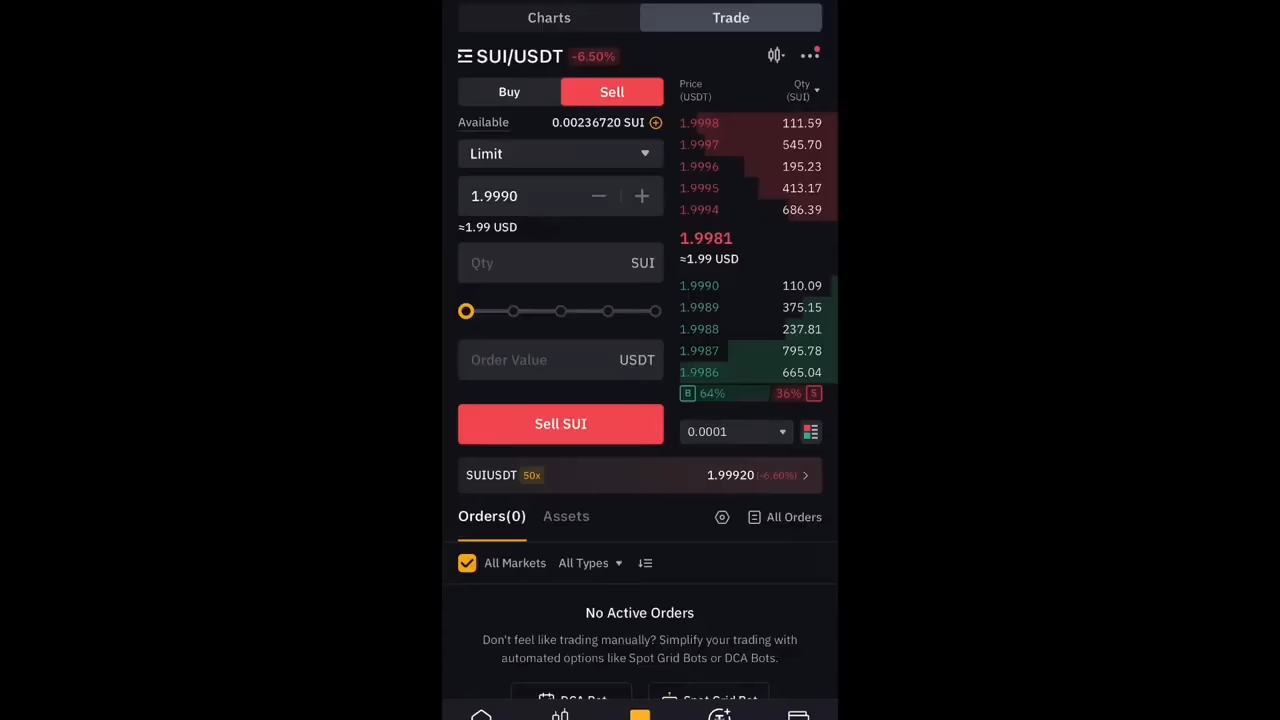 Charts Trade
SUI/USDT -6.50%
Buy Sell
Available 0.00236720 SUI
Limit
1.9990
≈1.99 USD
Qty SUI
Order Value USDT
Sell SUI
Price (USDT) Qty (SUI)
1.9998 111.59
1.9997 545.70
1.9996 195.23
1.9995 413.17
1.9994 686.39
1.9981
≈1.99 USD
1.9990 110.09
1.9989 375.15
1.9988 237.81
1.9987 795.78
1.9986 665.04
B 64% 36% S
0.0001
SUIUSDT 50x 1.99920 (-6.60%)
Orders(0) Assets All Orders
All Markets All Types
No Active Orders
Don't feel like trading manually? Simplify your trading with
automated options like Spot Grid Bots or DCA Bots.
DCA Bot Spot Grid Bot